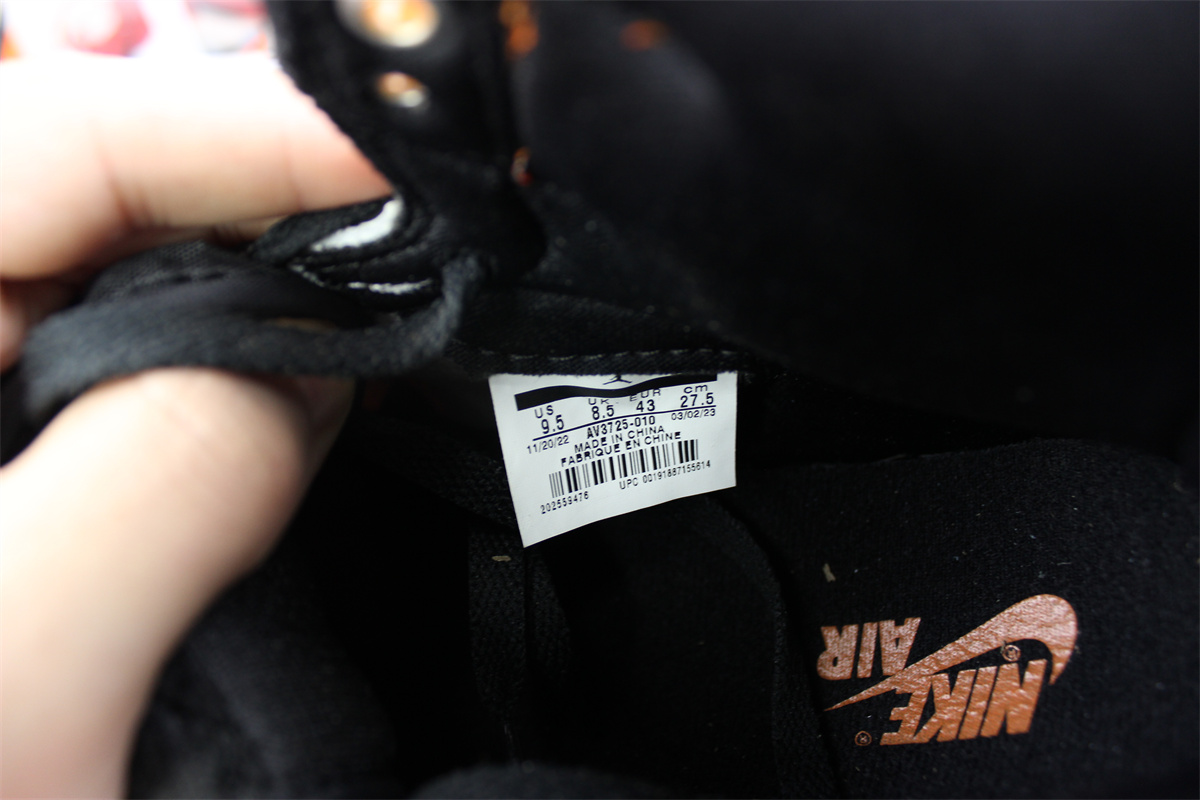 US UK EUR cm
9.5 8.5 43 27.5
11/20/22 AV3725-010 03/02/23
MADE IN CHINA
FABRIQUE EN CHINE
202559476 UPC 00191887155614
NIKE ®
AIR